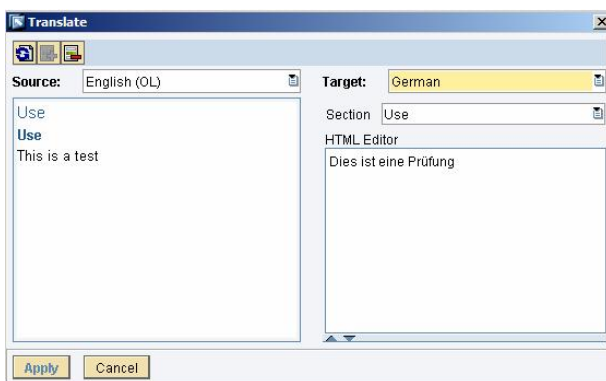 Translate
Source: English (OL) Target: German
Use
Use
This is a test
Section Use
HTML Editor
Dies ist eine Prüfung
Apply Cancel